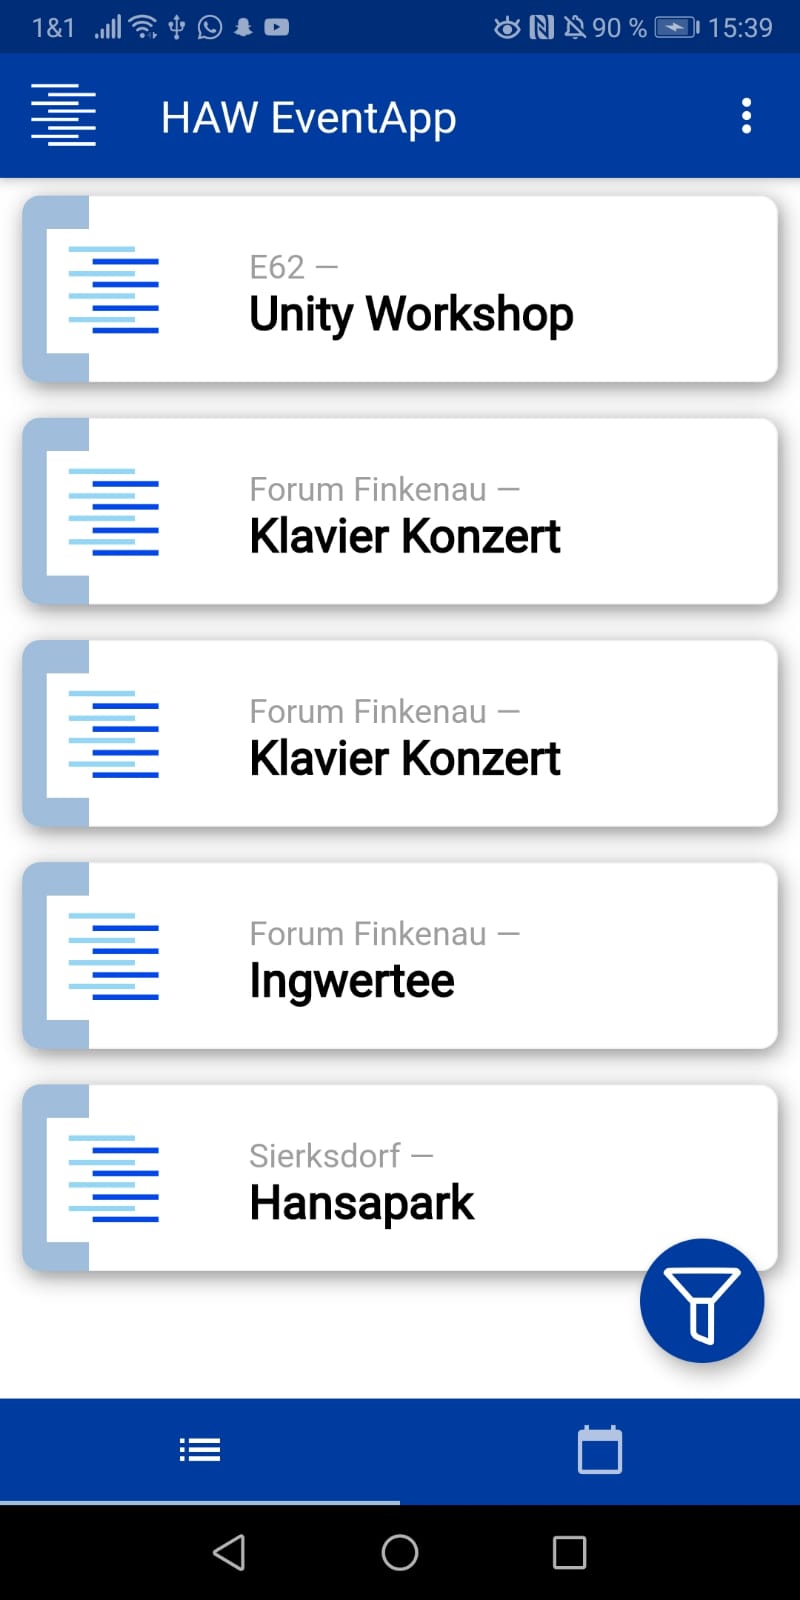 1&1 90 % 15:39
HAW EventApp
E62 —
Unity Workshop
Forum Finkenau —
Klavier Konzert
Forum Finkenau —
Klavier Konzert
Forum Finkenau —
Ingwertee
Sierksdorf —
Hansapark